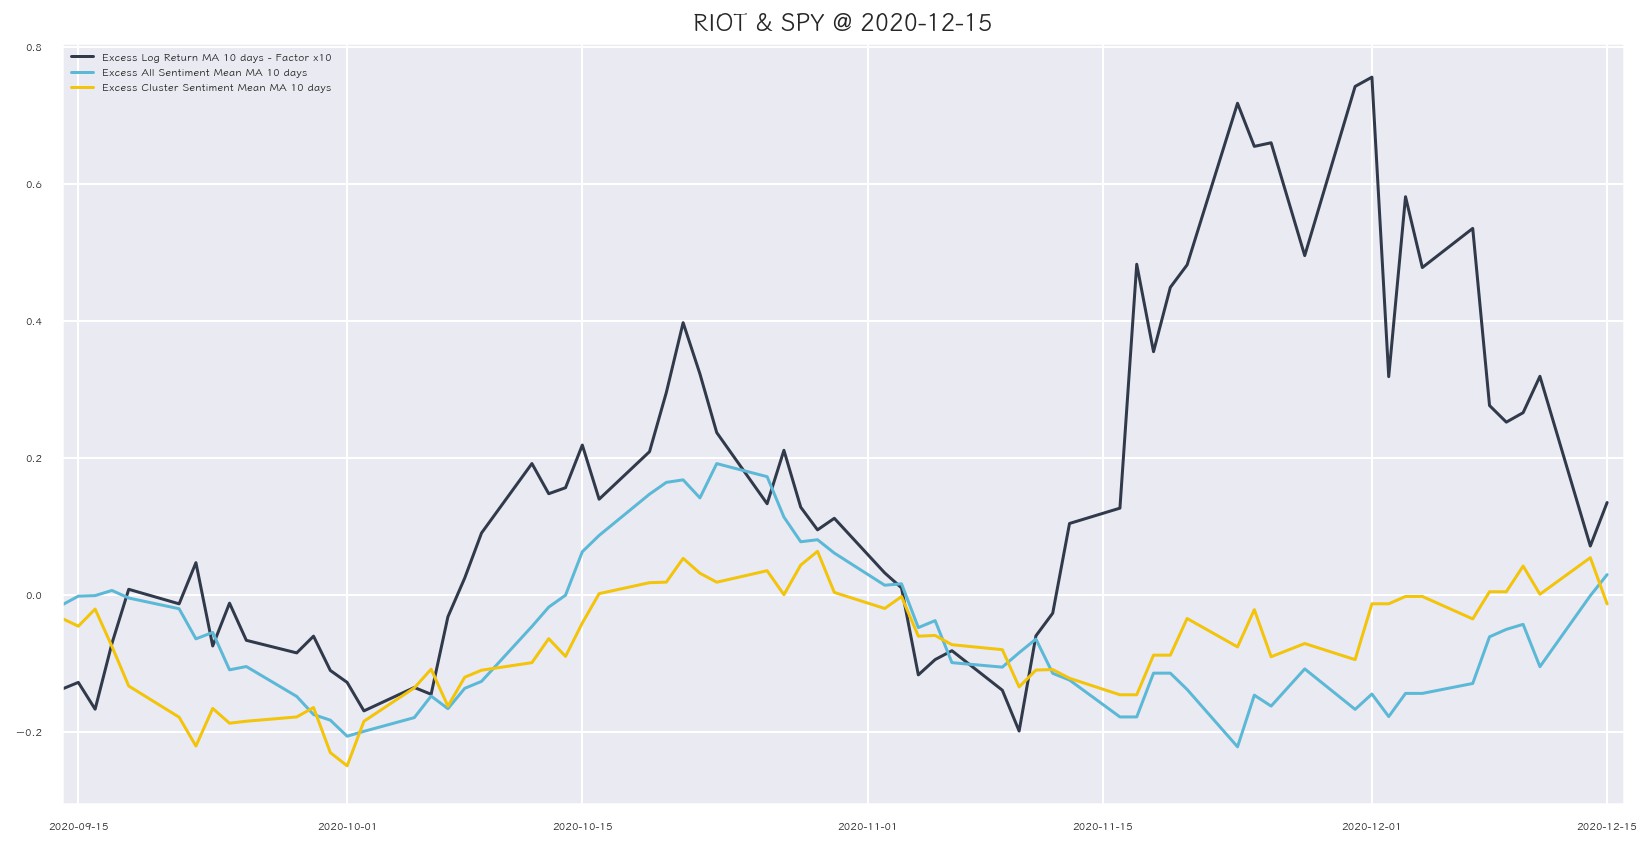 RIOT & SPY @ 2020-12-15
0.8
Excess Log Return MA 10 days - Factor x10
Excess All Sentiment Mean MA 10 days
Excess Cluster Sentiment Mean MA 10 days
0.6
0.4
0.2
0.0
−0.2
2020-09-15 2020-10-01 2020-10-15 2020-11-01 2020-11-15 2020-12-01 2020-12-15